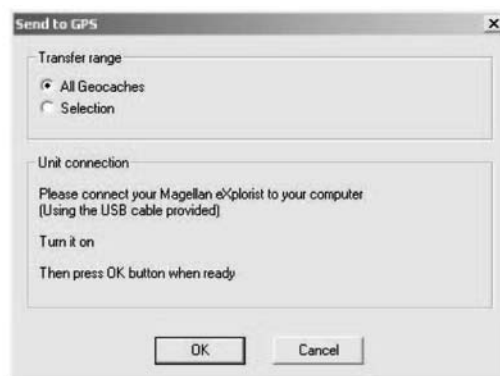 Send to GPS
Transfer range
All Geocaches
Selection
Unit connection
Please connect your Magellan eXplorist to your computer
(Using the USB cable provided)
Turn it on
Then press OK button when ready
OK
Cancel